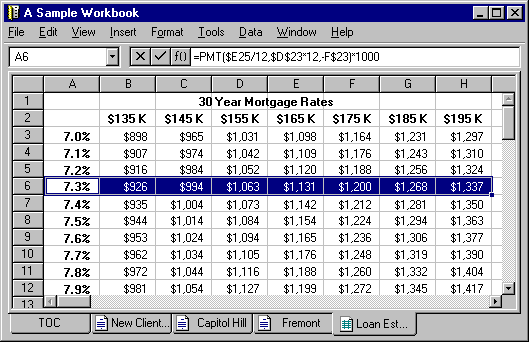 A Sample Workbook
File Edit View Insert Format Tools Data Window Help
A6 f() =PMT($E25/12,$D$23*12,-F$23)*1000
A B C D E F G H
1 30 Year Mortgage Rates
2 $135 K $145 K $155 K $165 K $175 K $185 K $195 K
3 7.0% $898 $965 $1,031 $1,098 $1,164 $1,231 $1,297
4 7.1% $907 $974 $1,042 $1,109 $1,176 $1,243 $1,310
5 7.2% $916 $984 $1,052 $1,120 $1,188 $1,256 $1,324
6 7.3% $926 $994 $1,063 $1,131 $1,200 $1,268 $1,337
7 7.4% $935 $1,004 $1,073 $1,142 $1,212 $1,281 $1,350
8 7.5% $944 $1,014 $1,084 $1,154 $1,224 $1,294 $1,363
9 7.6% $953 $1,024 $1,094 $1,165 $1,236 $1,306 $1,377
10 7.7% $962 $1,034 $1,105 $1,176 $1,248 $1,319 $1,390
11 7.8% $972 $1,044 $1,116 $1,188 $1,260 $1,332 $1,404
12 7.9% $981 $1,054 $1,127 $1,199 $1,272 $1,345 $1,417
13
TOC New Client... Capitol Hill Fremont Loan Est...